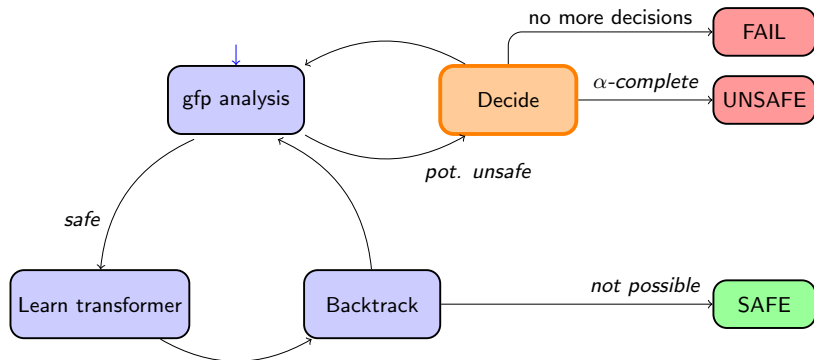 no more decisions
FAIL
gfp analysis
Decide
α-complete
UNSAFE
pot. unsafe
safe
Learn transformer
Backtrack
not possible
SAFE